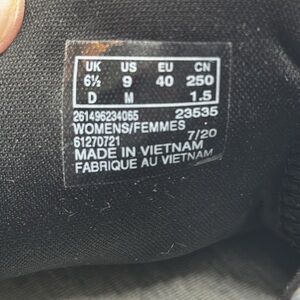 UK US EU CN
6½ 9 40 250
D M 1.5
261496234065 23535
WOMENS/FEMMES
61270721 7/20
MADE IN VIETNAM
FABRIQUE AU VIETNAM